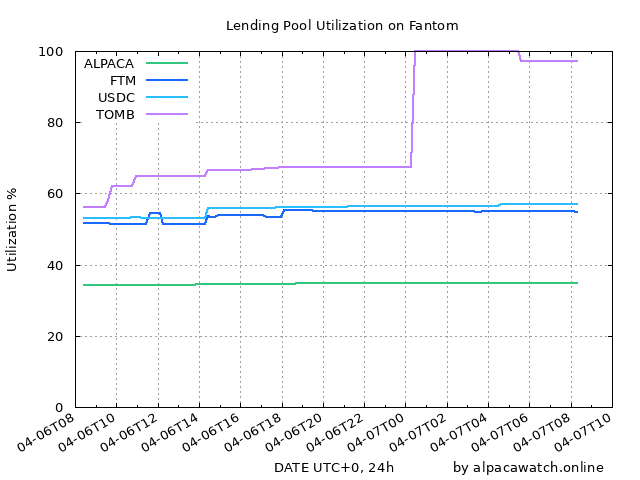 Lending Pool Utilization on Fantom
Utilization %
100
80
60
40
20
0
ALPACA
FTM
USDC
TOMB
04-06T08
04-06T10
04-06T12
04-06T14
04-06T16
04-06T18
04-06T20
04-06T22
04-07T00
04-07T02
04-07T04
04-07T06
04-07T08
04-07T10
DATE UTC+0, 24h
by alpacawatch.online